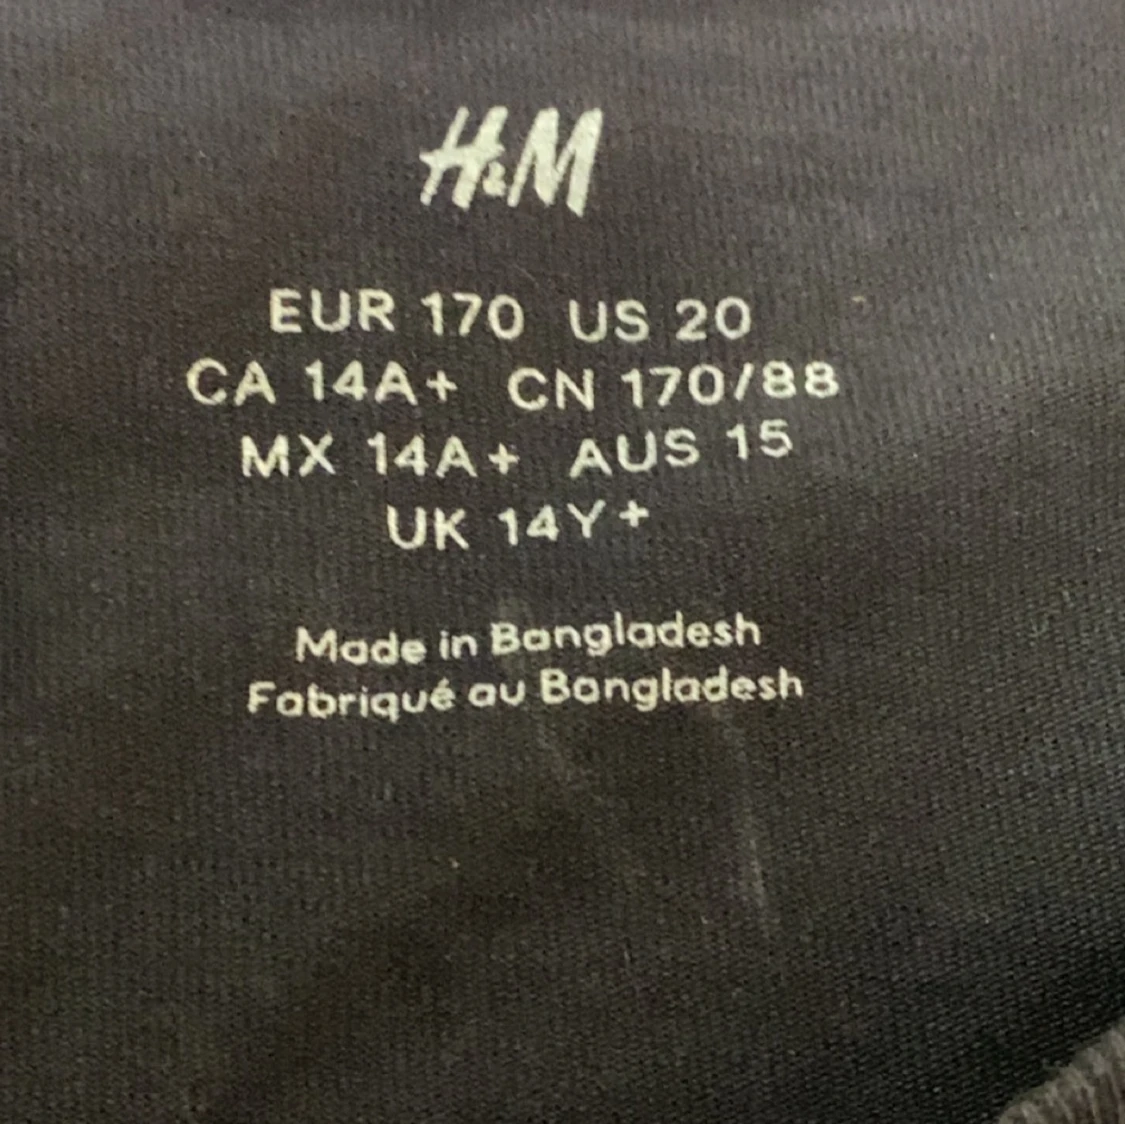 H&M
EUR 170 US 20
CA 14A+ CN 170/88
MX 14A+ AUS 15
UK 14Y+
Made in Bangladesh
Fabriqué au Bangladesh